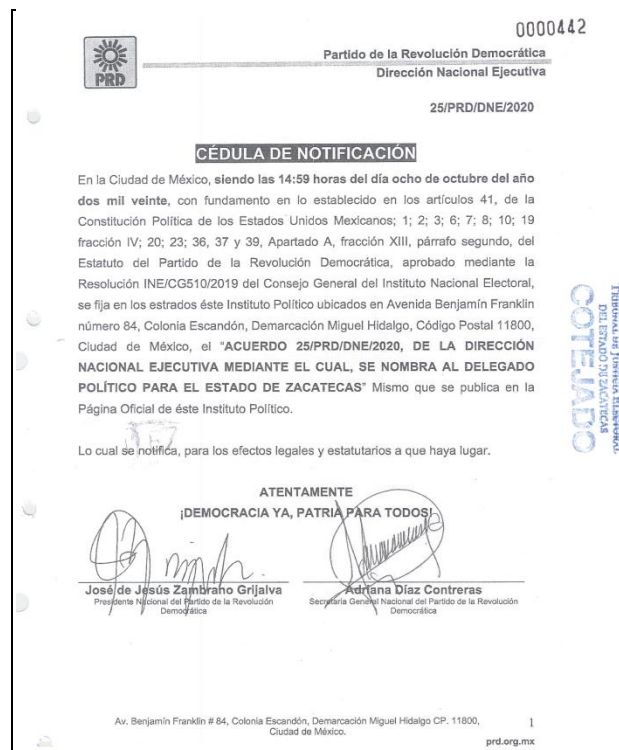 0000442
PRD
Partido de la Revolución Democrática
Dirección Nacional Ejecutiva
25/PRD/DNE/2020
CÉDULA DE NOTIFICACIÓN
En la Ciudad de México, siendo las 14:59 horas del día ocho de octubre del año
dos mil veinte, con fundamento en lo establecido en los artículos 41, de la
Constitución Política de los Estados Unidos Mexicanos; 1; 2; 3; 6; 7; 8; 10; 19
fracción IV; 20; 23; 36, 37 y 39, Apartado A, fracción XIII, párrafo segundo, del
Estatuto del Partido de la Revolución Democrática, aprobado mediante la
Resolución INE/CG510/2019 del Consejo General del Instituto Nacional Electoral,
se fija en los estrados éste Instituto Político ubicados en Avenida Benjamín Franklin
número 84, Colonia Escandón, Demarcación Miguel Hidalgo, Código Postal 11800,
Ciudad de México, el "ACUERDO 25/PRD/DNE/2020, DE LA DIRECCIÓN
NACIONAL EJECUTIVA MEDIANTE EL CUAL, SE NOMBRA AL DELEGADO
POLÍTICO PARA EL ESTADO DE ZACATECAS" Mismo que se publica en la
Página Oficial de éste Instituto Político.
Lo cual se notifica, para los efectos legales y estatutarios a que haya lugar.
ATENTAMENTE
¡DEMOCRACIA YA, PATRIA PARA TODOS!
José de Jesús Zambrano Grijalva
Presidente Nacional del Partido de la Revolución
Democrática
Adriana Díaz Contreras
Secretaria General Nacional del Partido de la Revolución
Democrática
TRIBUNAL DE JUSTICIA ELECTORAL
DEL ESTADO DE ZACATECAS
COTEJADO
Av. Benjamín Franklin # 84, Colonia Escandón, Demarcación Miguel Hidalgo CP. 11800,
Ciudad de México.
1
prd.org.mx